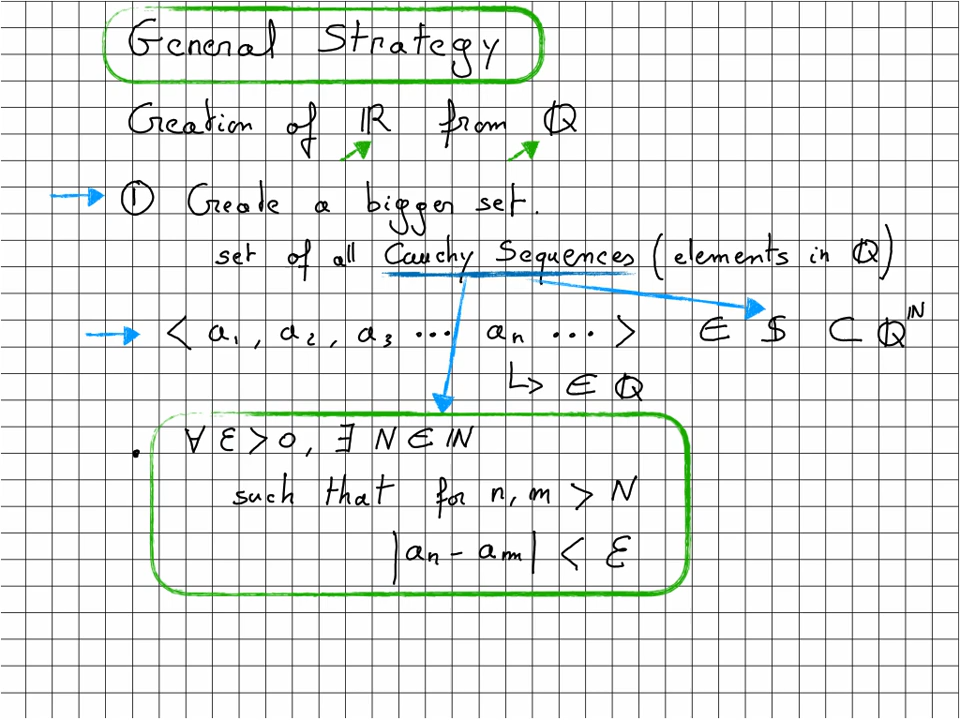 General Strategy
Creation of ℝ from ℚ
① Create a bigger set.
set of all Cauchy Sequences (elements in ℚ)
< a₁, a₂, a₃ ... aₙ ... > ∈ $ ⊂ ℚ^ℕ
↳ ∈ ℚ
• ∀ ε > 0, ∃ N ∈ ℕ
such that for n, m > N
|aₙ - aₘ| < ε